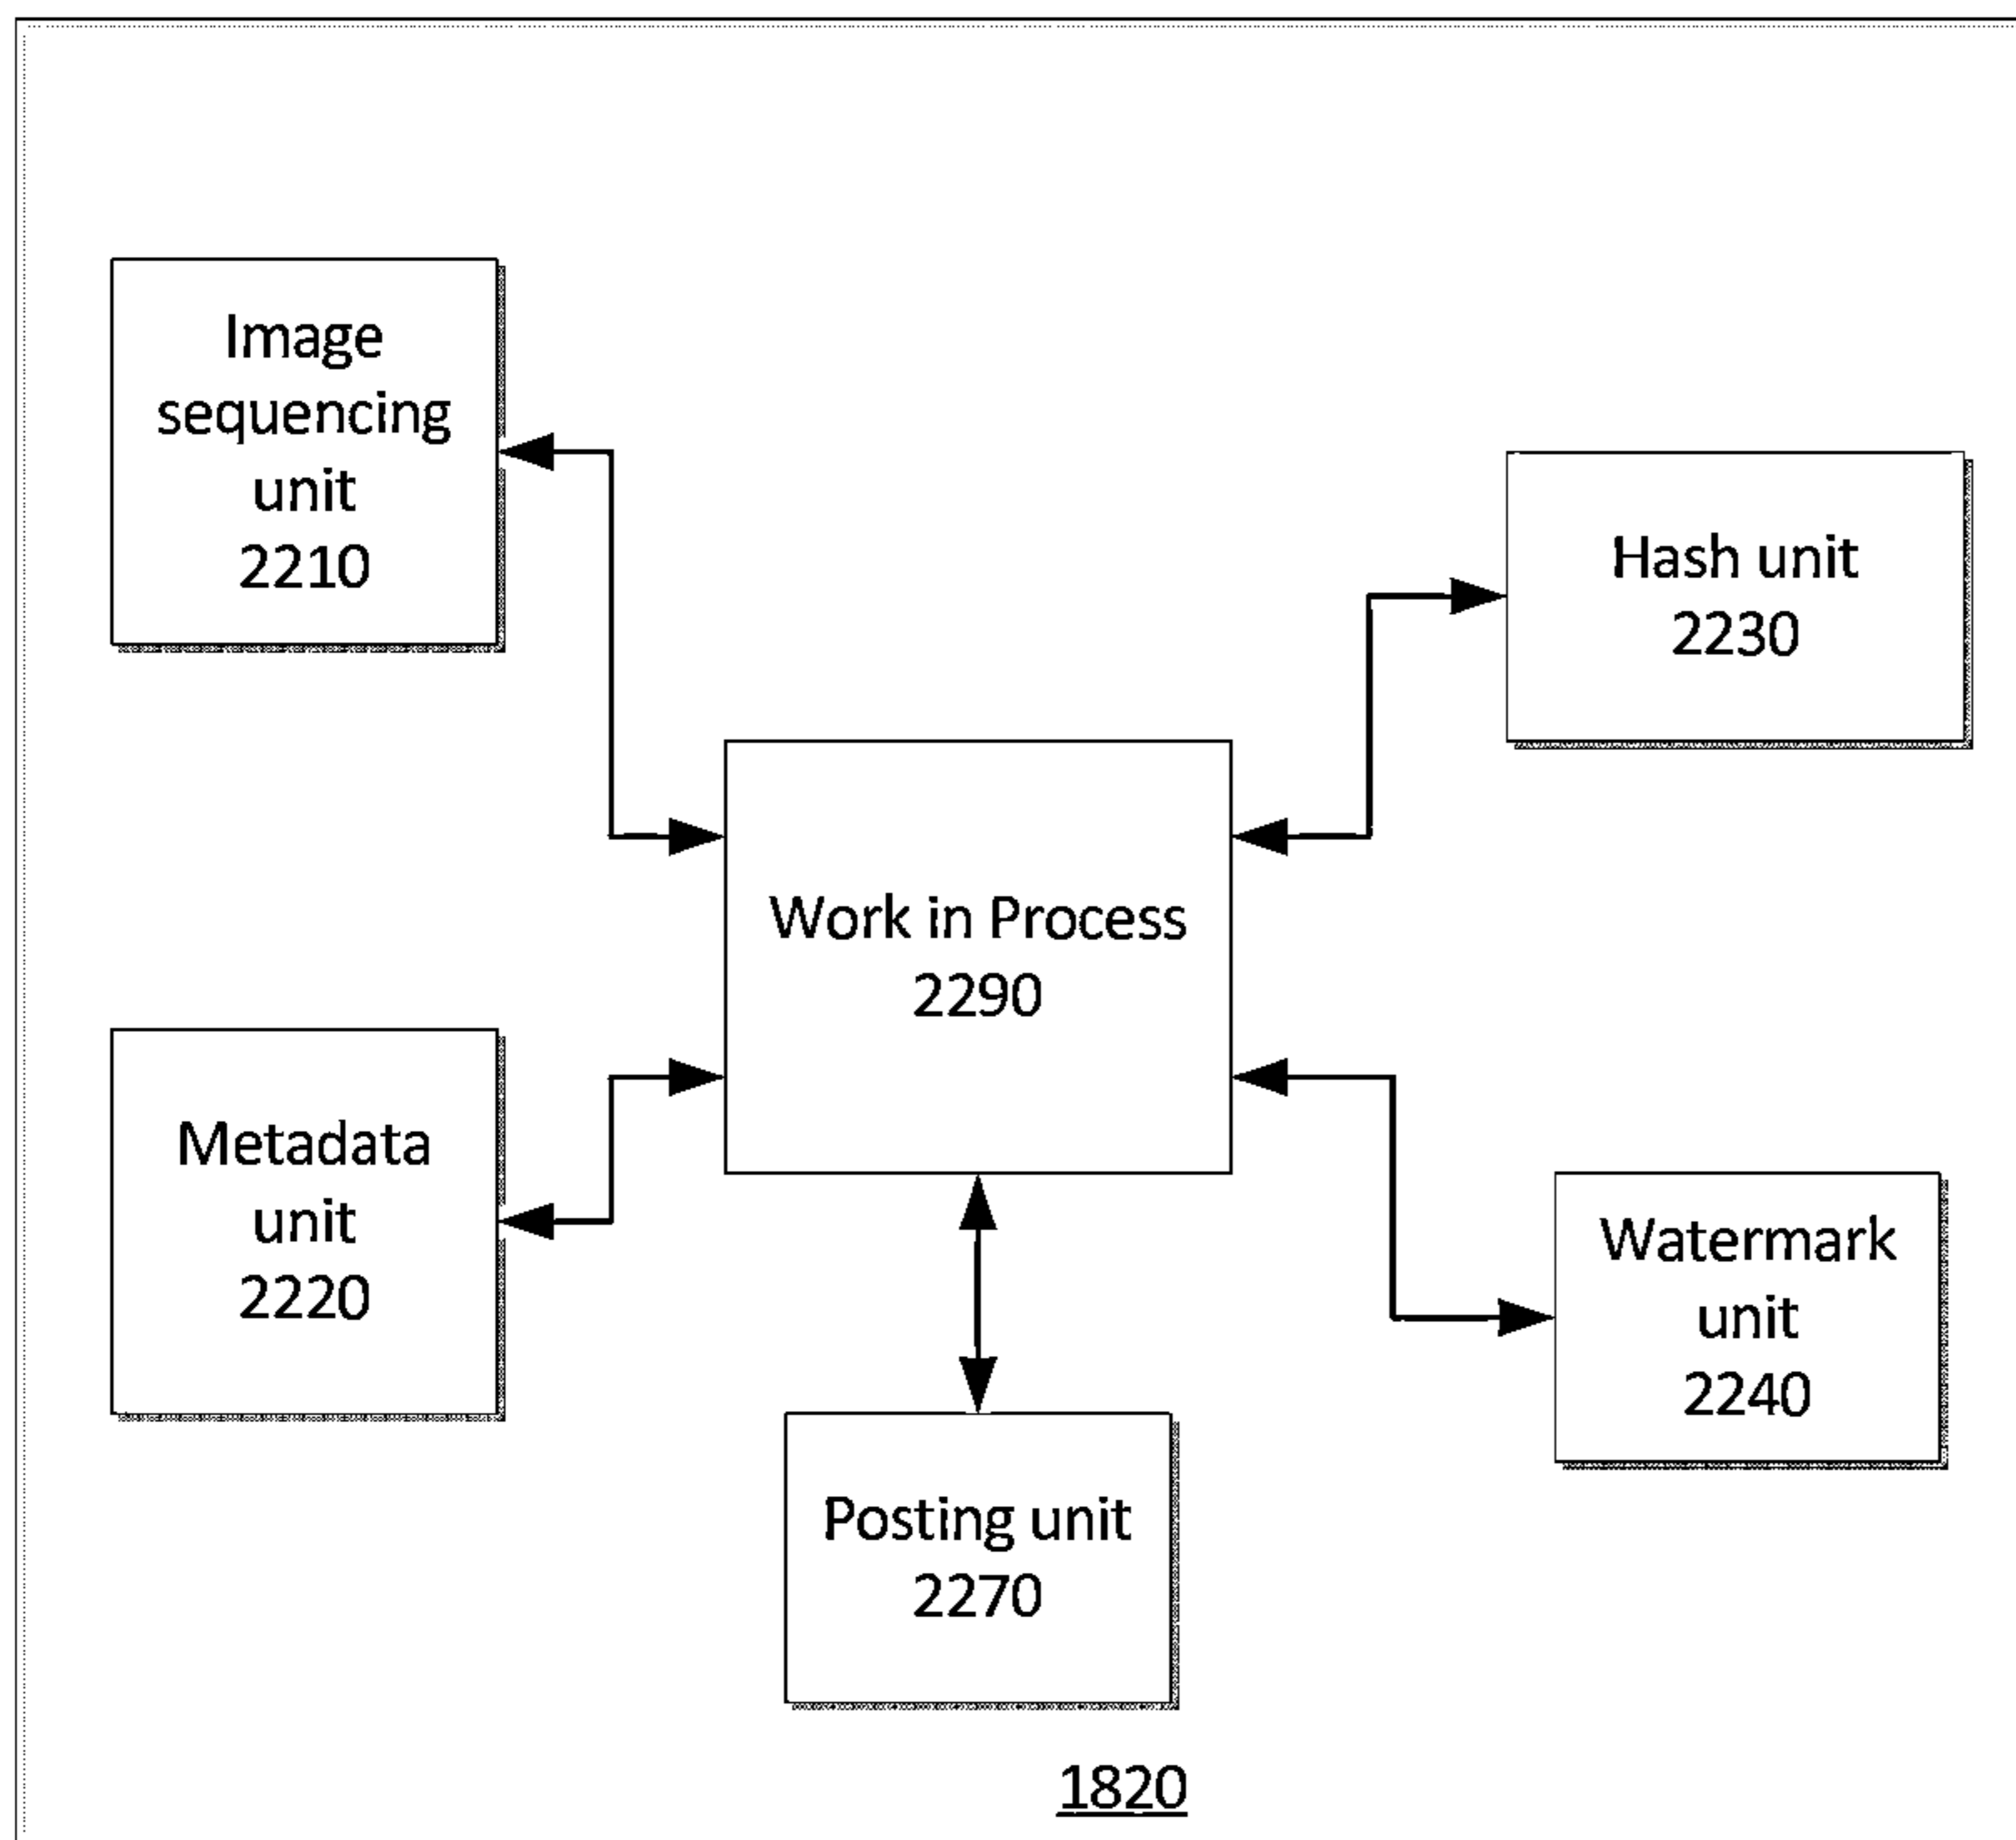 Image
sequencing
unit
2210
Hash unit
2230
Work in Process
2290
Metadata
unit
2220
Watermark
unit
2240
Posting unit
2270
1820